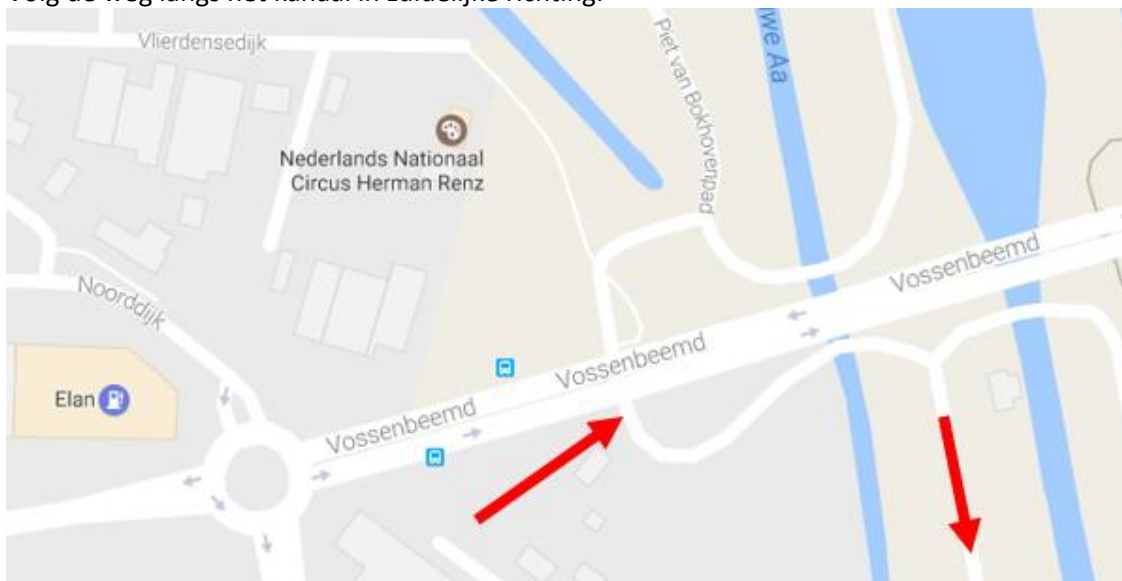 Volg de weg langs het kanaal in zuidelijke richting.
Vlierdensedijk
Piet van Bokhovenpad
uwe Aa
Nederlands Nationaal
Circus Herman Renz
Vossenbeemd
Noorddijk
Vossenbeemd
Elan
Vossenbeemd